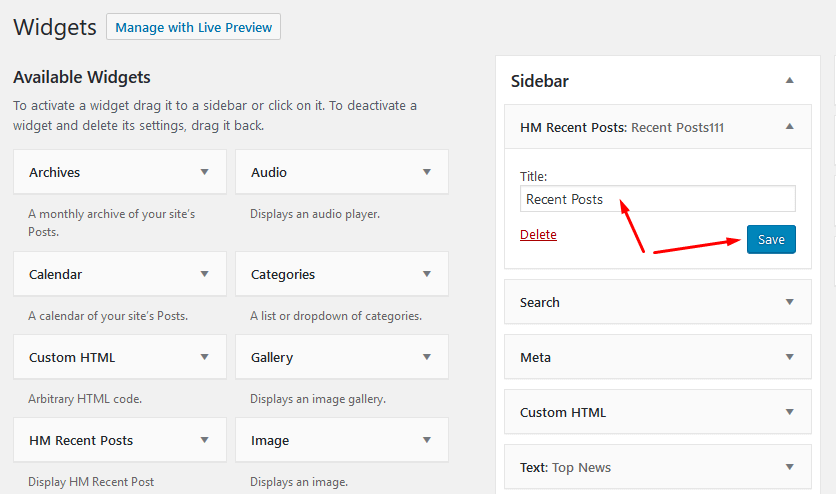 Widgets
Manage with Live Preview
Available Widgets
To activate a widget drag it to a sidebar or click on it. To deactivate a
widget and delete its settings, drag it back.
Archives
Audio
A monthly archive of your site's
Posts.
Displays an audio player.
Calendar
Categories
A calendar of your site's Posts.
A list or dropdown of categories.
Custom HTML
Gallery
Arbitrary HTML code.
Displays an image gallery.
HM Recent Posts
Image
Display HM Recent Post
Displays an image.
Sidebar
HM Recent Posts: Recent Posts111
Title:
Recent Posts
Delete
Save
Search
Meta
Custom HTML
Text: Top News